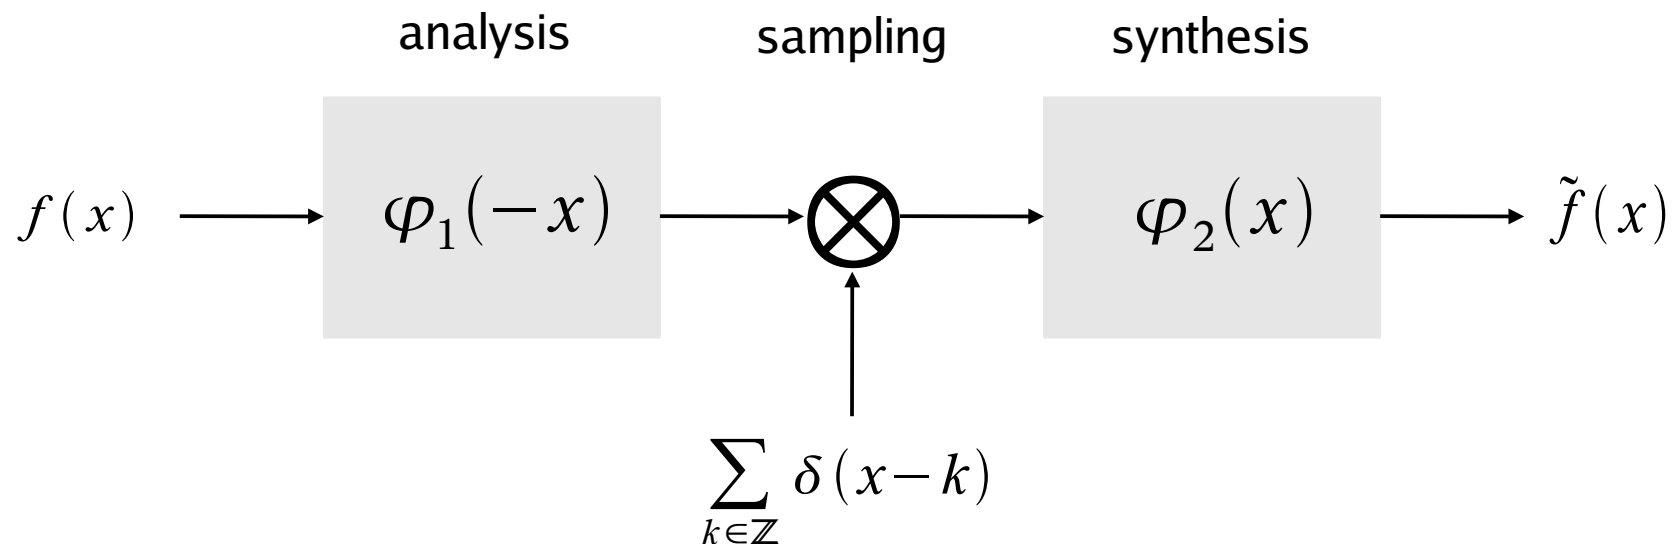 analysis
sampling
synthesis
f(x)
φ₁(−x)
φ₂(x)
f̃(x)
∑ δ(x−k)
k∈ℤ